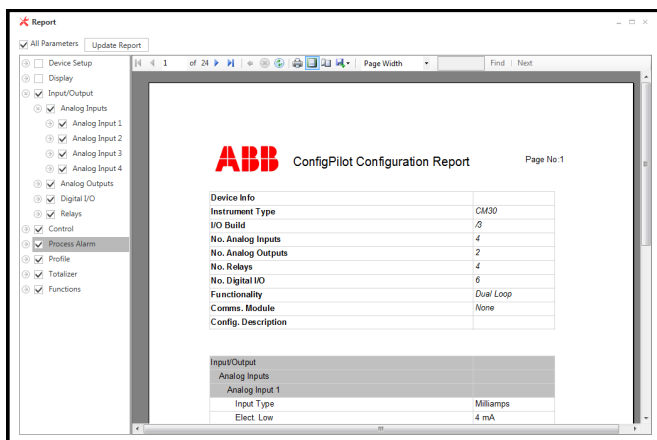 Report
All Parameters Update Report
1 of 24 Page Width Find Next
Device Setup
Display
Input/Output
Analog Inputs
Analog Input 1
Analog Input 2
Analog Input 3
Analog Input 4
Analog Outputs
Digital I/O
Relays
Control
Process Alarm
Profile
Totalizer
Functions
ABB ConfigPilot Configuration Report Page No:1
Device Info
Instrument Type CM30
I/O Build /3
No. Analog Inputs 4
No. Analog Outputs 2
No. Relays 4
No. Digital I/O 6
Functionality Dual Loop
Comms. Module None
Config. Description
Input/Output
Analog Inputs
Analog Input 1
Input Type Milliamps
Elect. Low 4 mA